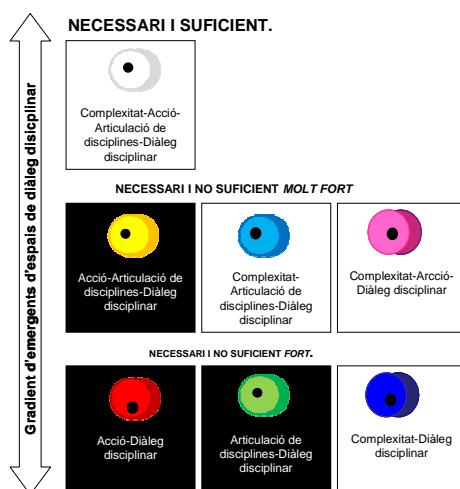 NECESSARI I SUFICIENT.
Complexitat-Acció-
Articulació de
disciplines-Diàleg
disciplinar
NECESSARI I NO SUFICIENT MOLT FORT
Acció-Articulació de
disciplines-Diàleg
disciplinar
Complexitat-
Articulació de
disciplines-Diàleg
disciplinar
Complexitat-Arcció-
Diàleg disciplinar
NECESSARI I NO SUFICIENT FORT.
Acció-Diàleg
disciplinar
Articulació de
disciplines-Diàleg
disciplinar
Complexitat-Diàleg
disciplinar
Gradient d'emergents d'espais de diàleg disicplinar